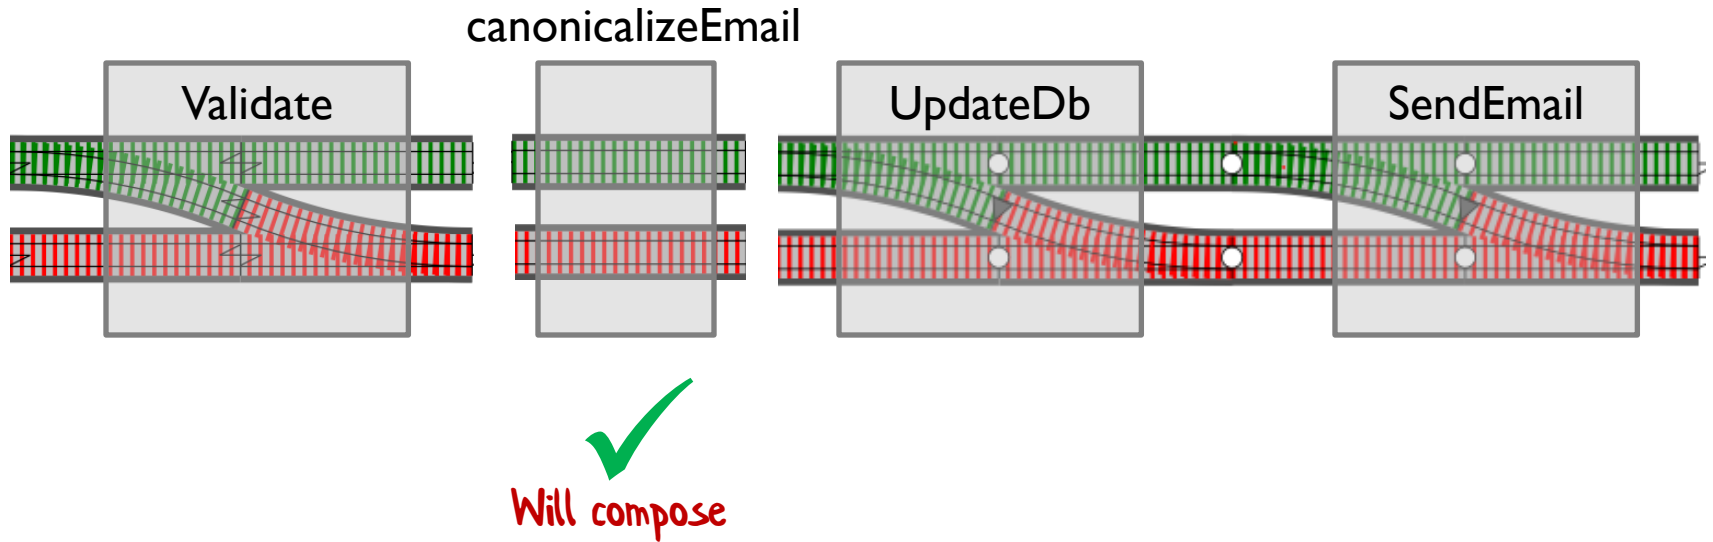 canonicalizeEmail
Validate
UpdateDb
SendEmail
Will compose